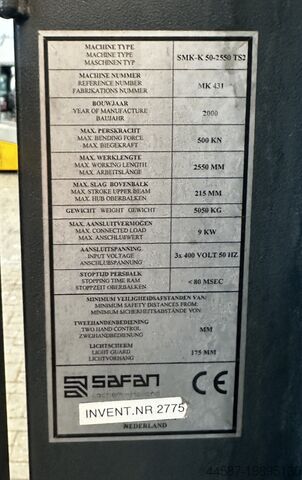 MACHINE TYPE
MACHINE TYPE
MASCHINEN TYP
SMK-K 50-2550 TS2
MACHINE NUMMER
REFERENCE NUMBER
FABRIKATIONS NUMMER
MK 431
BOUWJAAR
YEAR OF MANUFACTURE
BAUJAHR
2000
MAX. PERSKRACHT
MAX. BENDING FORCE
MAX. BIEGEKRAFT
500 KN
MAX. WERKLENGTE
MAX. WORKING LENGTH
MAX. ARBEITSLÄNGE
2550 MM
MAX. SLAG BOVENBALK
MAX. STROKE UPPER BEAM
MAX. HUB OBERBALKEN
215 MM
GEWICHT WEIGHT GEWICHT
5050 KG
MAX. AANSLUITVERMOGEN
MAX. CONNECTED LOAD
MAX. ANSCHLUSSWERT
9 KW
AANSLUITSPANNING
INPUT VOLTAGE
ANSCHLUBSPANNUNG
3x 400 VOLT 50 HZ
STOPTIJD PERSBALK
STOPPING TIME RAM
STOPPZEIT OBERBALKEN
< 80 MSEC
MINIMUM VEILIGHEIDSAFSTANDEN VAN:
MINIMUM SAFETY DISTANCES FROM:
MINIMUM SICHERHEITSABSTÄNDE VON
TWEEHANDENBEDIENING
TWO HAND CONTROL
ZWEIHANDBEDIENUNG
MM
LICHTSCHERM
LIGHT GUARD
LICHTVORHANG
175 MM
SAFAN
CE
INVENT.NR 2775
NEDERLAND